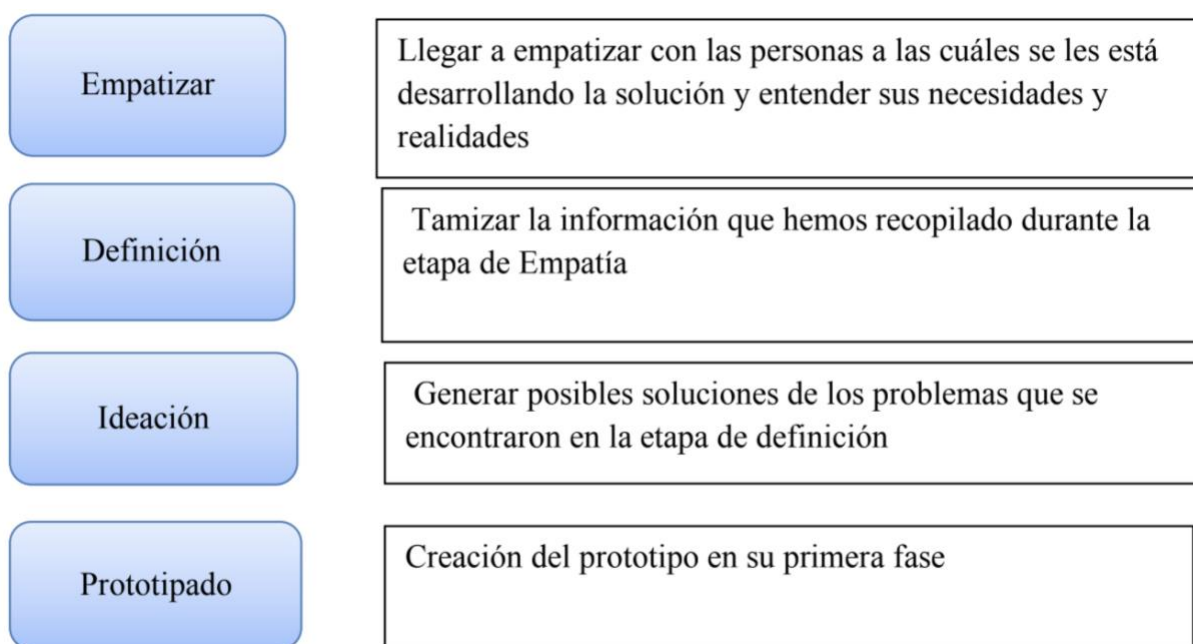 Empatizar
Llegar a empatizar con las personas a las cuáles se les está
desarrollando la solución y entender sus necesidades y
realidades
Definición
Tamizar la información que hemos recopilado durante la
etapa de Empatía
Ideación
Generar posibles soluciones de los problemas que se
encontraron en la etapa de definición
Prototipado
Creación del prototipo en su primera fase